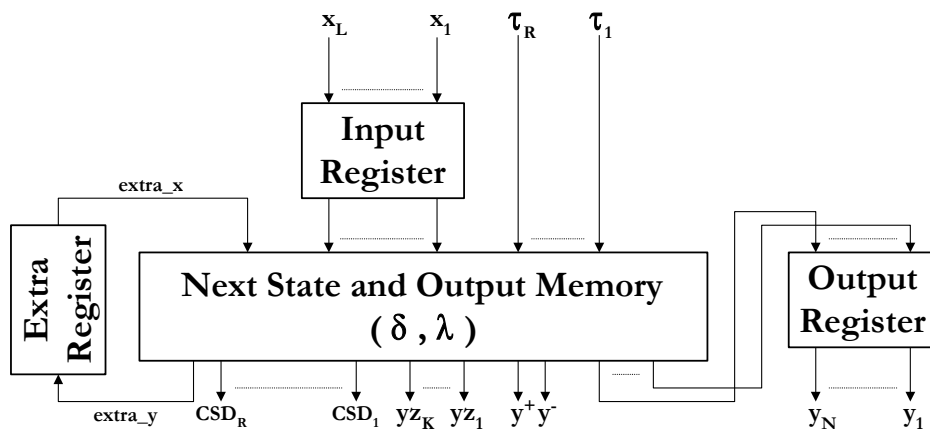 x_L x_1 τ_R τ_1
Input
Register
extra_x
Extra
Register
Next State and Output Memory
( δ , λ )
Output
Register
extra_y CSD_R CSD_1 yz_K yz_1 y⁺ y⁻ y_N y_1